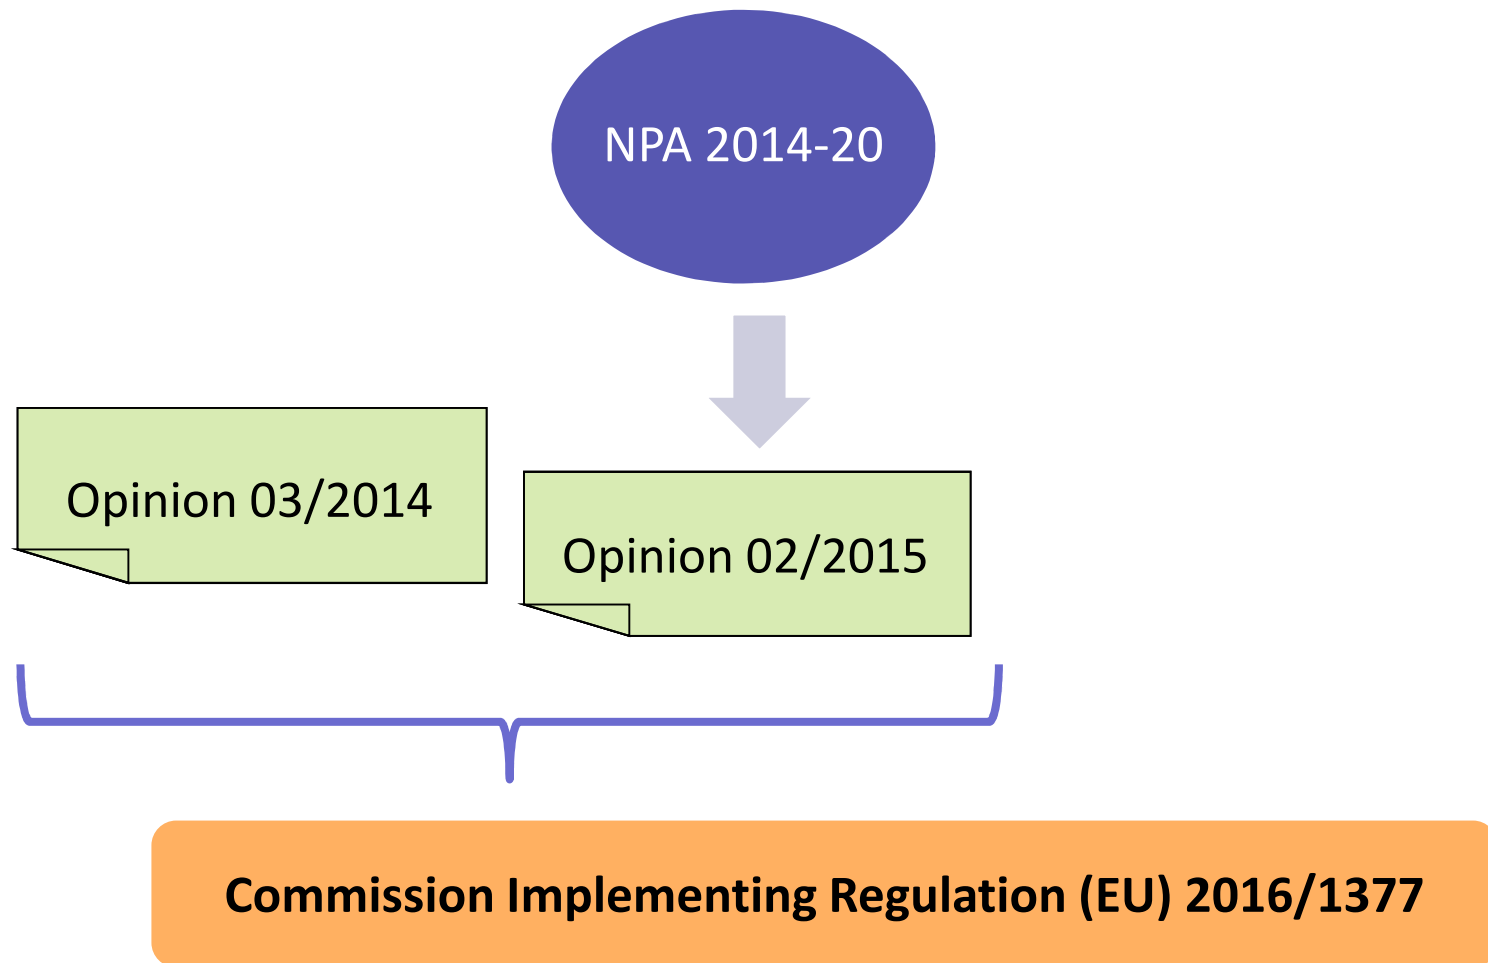 NPA 2014-20
Opinion 03/2014
Opinion 02/2015
Commission Implementing Regulation (EU) 2016/1377